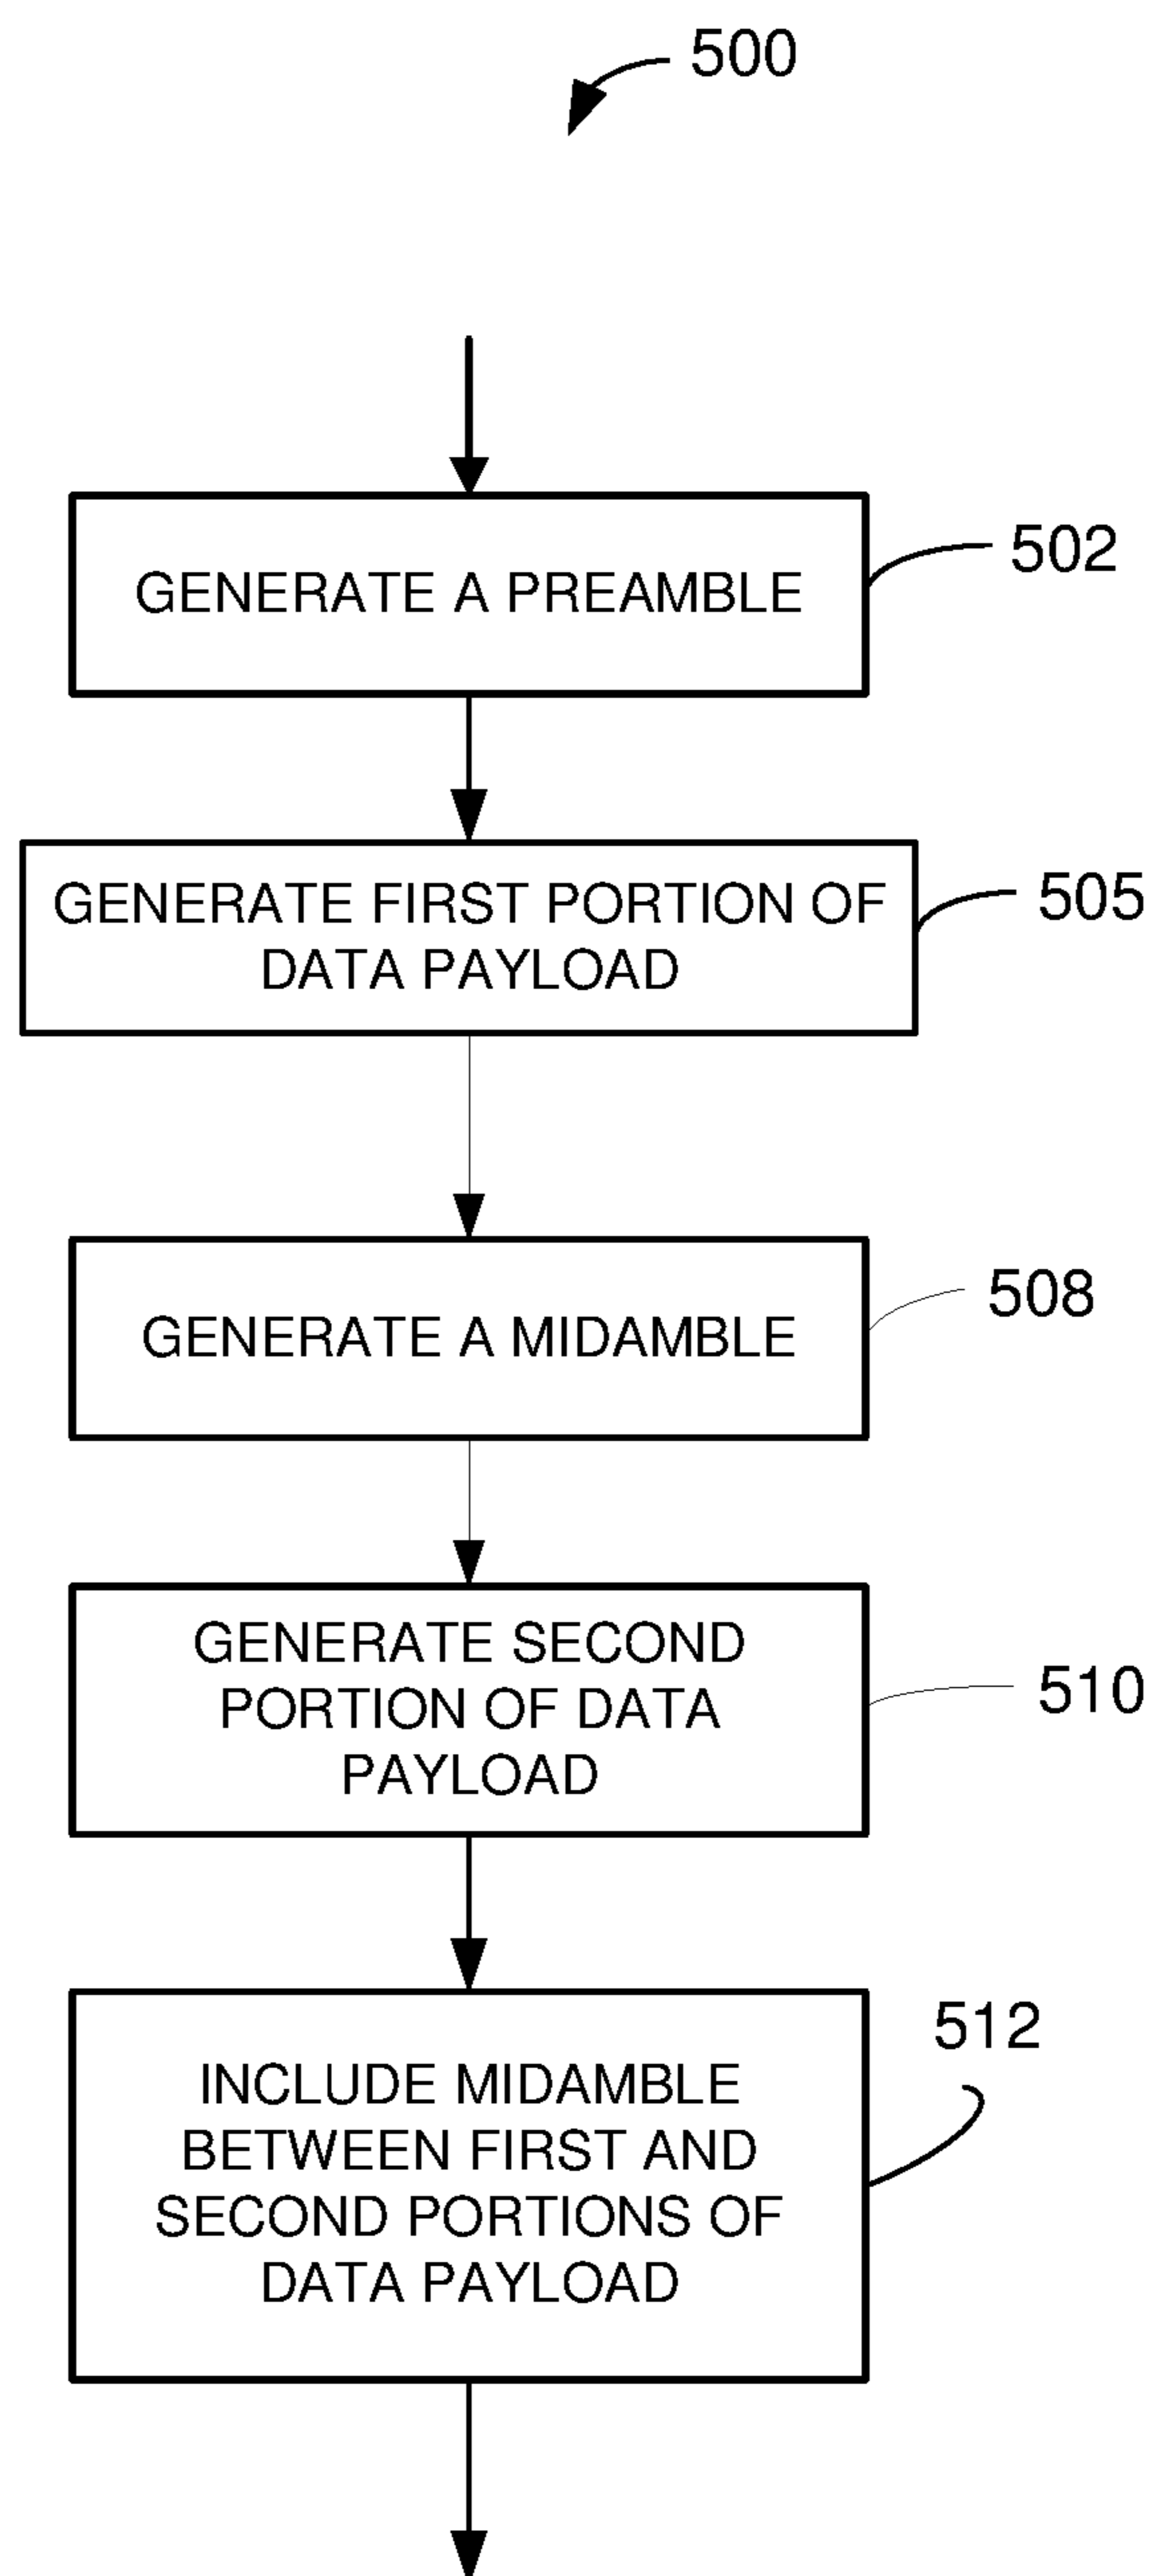 500
GENERATE A PREAMBLE
502
GENERATE FIRST PORTION OF
DATA PAYLOAD
505
GENERATE A MIDAMBLE
508
GENERATE SECOND
PORTION OF DATA
PAYLOAD
510
INCLUDE MIDAMBLE
BETWEEN FIRST AND
SECOND PORTIONS OF
DATA PAYLOAD
512